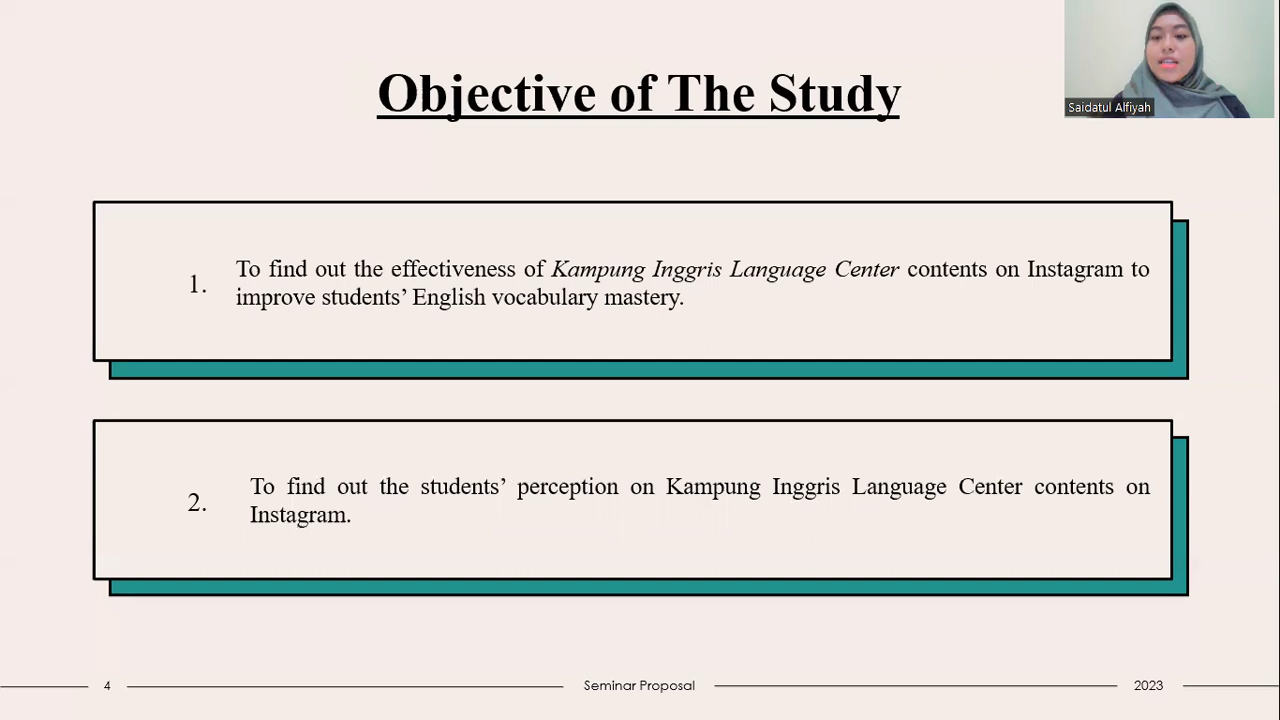 Objective of The Study
Saidatul Alfiyah
1. To find out the effectiveness of Kampung Inggris Language Center contents on Instagram to
improve students’ English vocabulary mastery.
2. To find out the students’ perception on Kampung Inggris Language Center contents on
Instagram.
4 Seminar Proposal 2023